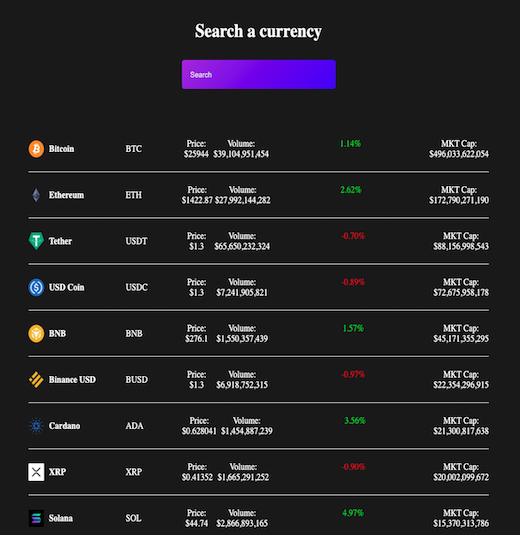 Search a currency
Search
Bitcoin BTC Price: $25944 Volume: $39,104,951,454 1.14% MKT Cap: $496,033,622,054
Ethereum ETH Price: $1422.87 Volume: $27,992,144,282 2.62% MKT Cap: $172,790,271,190
Tether USDT Price: $1.3 Volume: $65,650,232,324 -0.70% MKT Cap: $88,156,998,543
USD Coin USDC Price: $1.3 Volume: $7,241,905,821 -0.89% MKT Cap: $72,675,958,178
BNB BNB Price: $276.1 Volume: $1,550,357,439 1.57% MKT Cap: $45,171,355,295
Binance USD BUSD Price: $1.3 Volume: $6,918,752,315 -0.97% MKT Cap: $22,354,296,915
Cardano ADA Price: $0.628041 Volume: $1,454,887,239 3.56% MKT Cap: $21,300,817,638
XRP XRP Price: $0.41352 Volume: $1,665,291,252 -0.90% MKT Cap: $20,002,099,672
Solana SOL Price: $44.74 Volume: $2,866,893,165 4.97% MKT Cap: $15,370,313,786